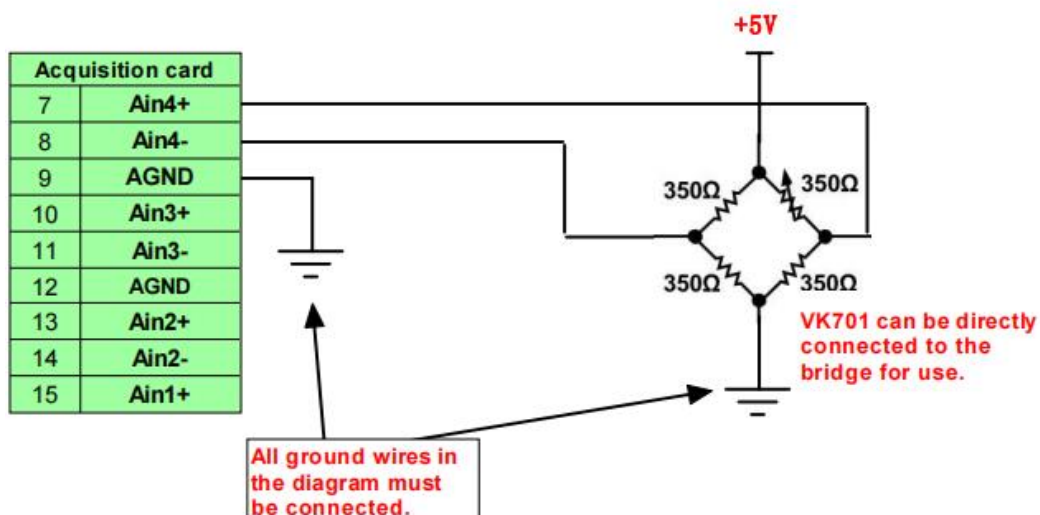 +5V
Acquisition card
7 Ain4+
8 Ain4-
9 AGND
10 Ain3+
11 Ain3-
12 AGND
13 Ain2+
14 Ain2-
15 Ain1+
350Ω 350Ω
350Ω 350Ω
VK701 can be directly
connected to the
bridge for use.
All ground wires in
the diagram must
be connected.